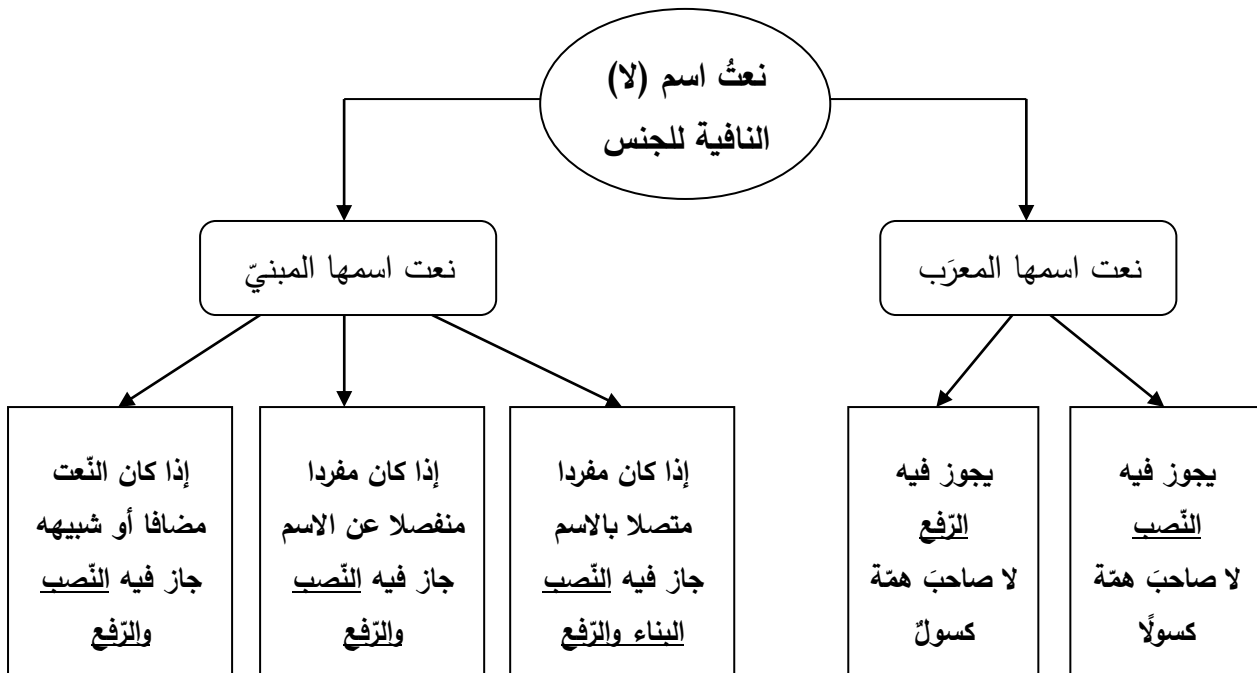 نعتُ اسم (لا)
النافية للجنس
نعت اسمها المعرَب
نعت اسمها المبنيّ
يجوز فيه
النّصب
لا صاحبَ همّة
كسولًا
يجوز فيه
الرّفع
لا صاحبَ همّة
كسولٌ
إذا كان مفردا
متصلا بالاسم
جاز فيه النّصب
البناء والرّفع
إذا كان مفردا
منفصلا عن الاسم
جاز فيه النّصب
والرّفع
إذا كان النّعت
مضافا أو شبيهه
جاز فيه النّصب
والرّفع